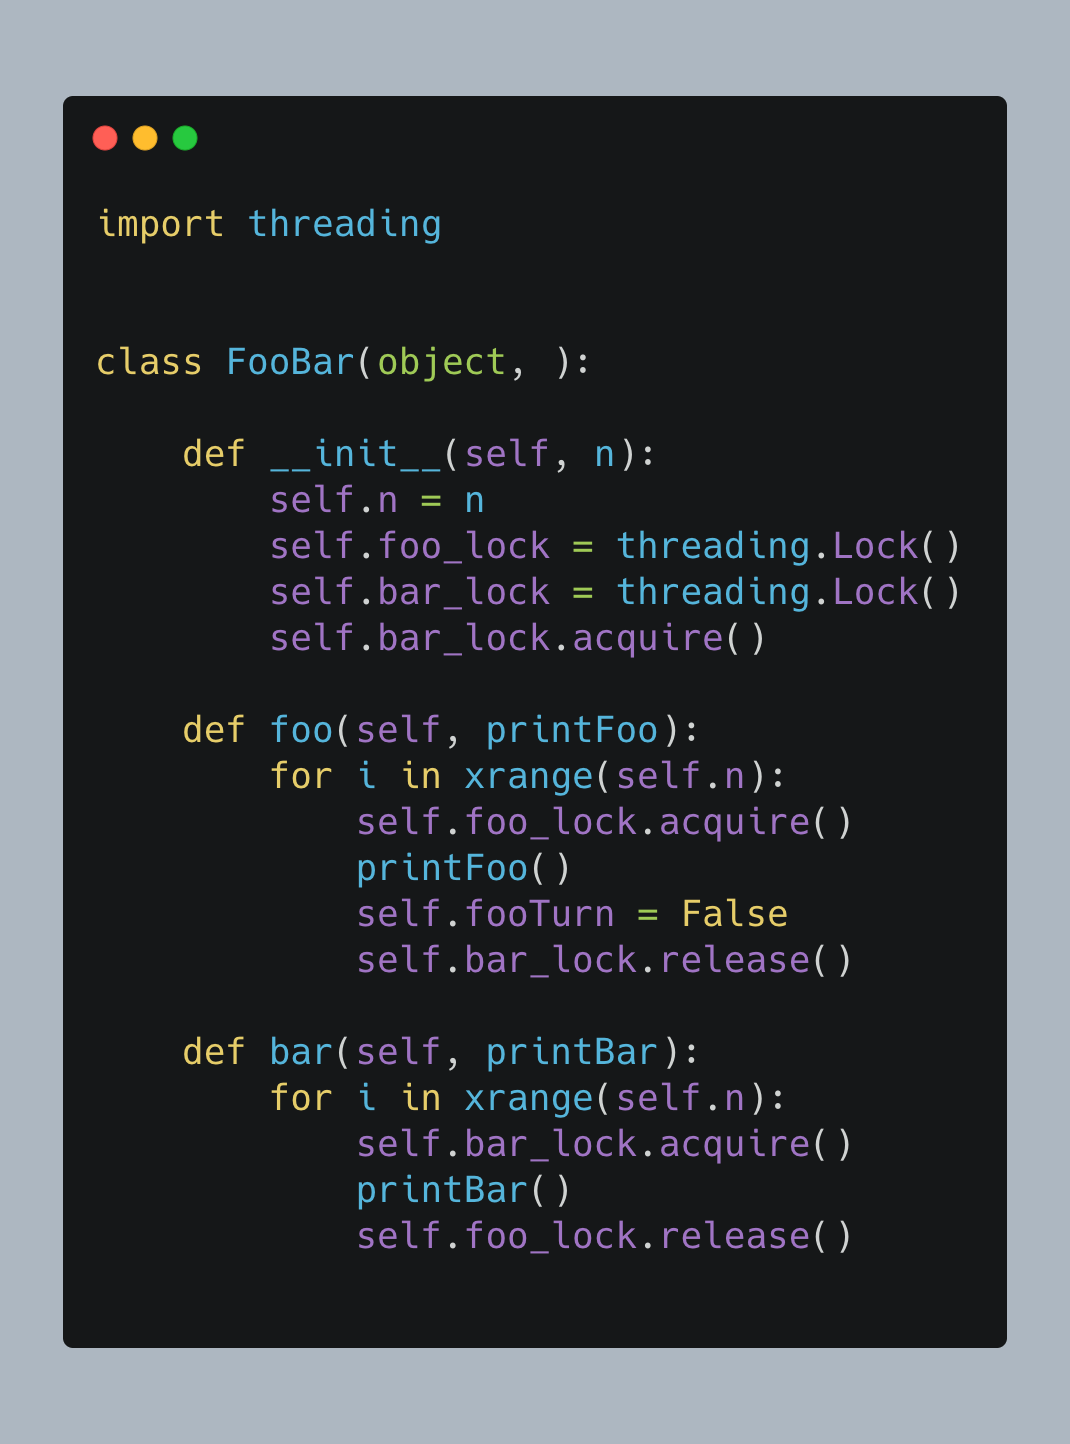 import threading
class FooBar(object, ):
    def __init__(self, n):
        self.n = n
        self.foo_lock = threading.Lock()
        self.bar_lock = threading.Lock()
        self.bar_lock.acquire()
    def foo(self, printFoo):
        for i in xrange(self.n):
            self.foo_lock.acquire()
            printFoo()
            self.fooTurn = False
            self.bar_lock.release()
    def bar(self, printBar):
        for i in xrange(self.n):
            self.bar_lock.acquire()
            printBar()
            self.foo_lock.release()